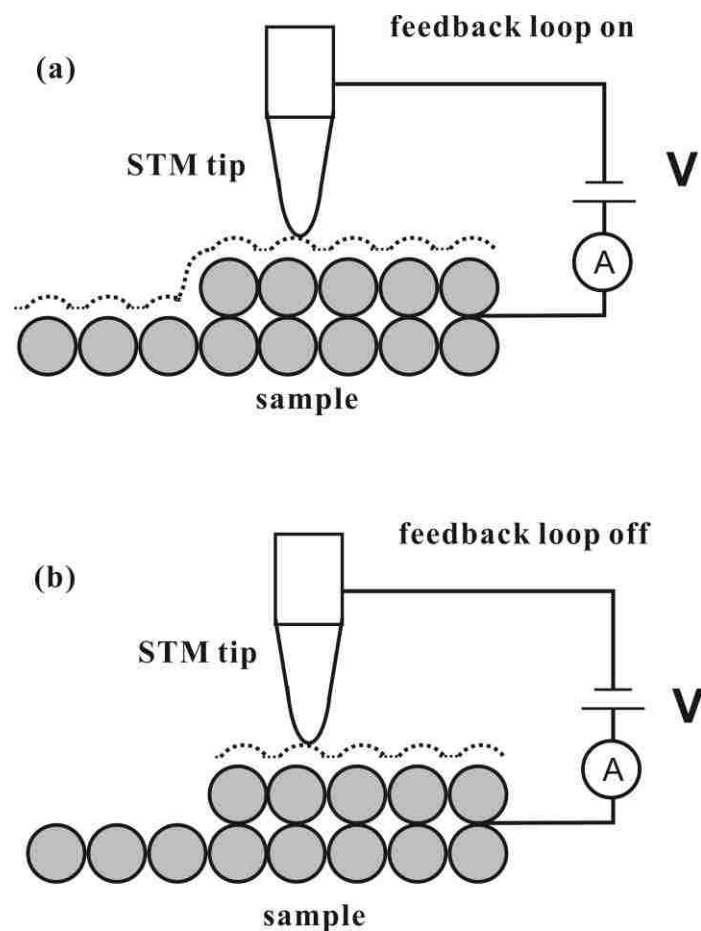 feedback loop on
(a)
STM tip
V
A
sample
feedback loop off
(b)
STM tip
V
A
sample